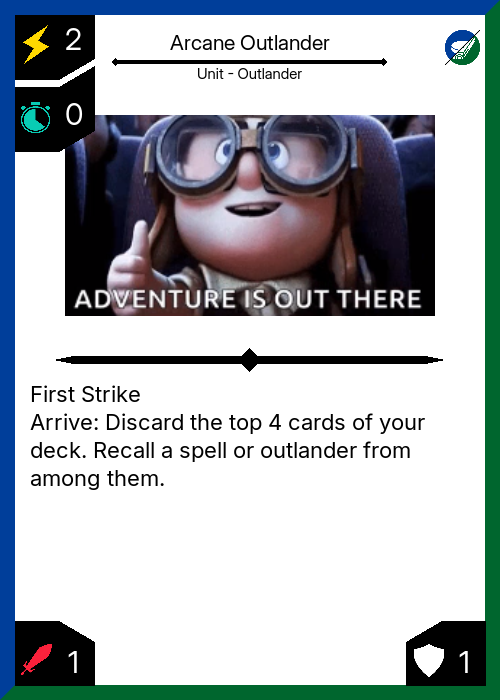 2
Arcane Outlander
Unit - Outlander
0
ADVENTURE IS OUT THERE
First Strike
Arrive: Discard the top 4 cards of your
deck. Recall a spell or outlander from
among them.
1
1